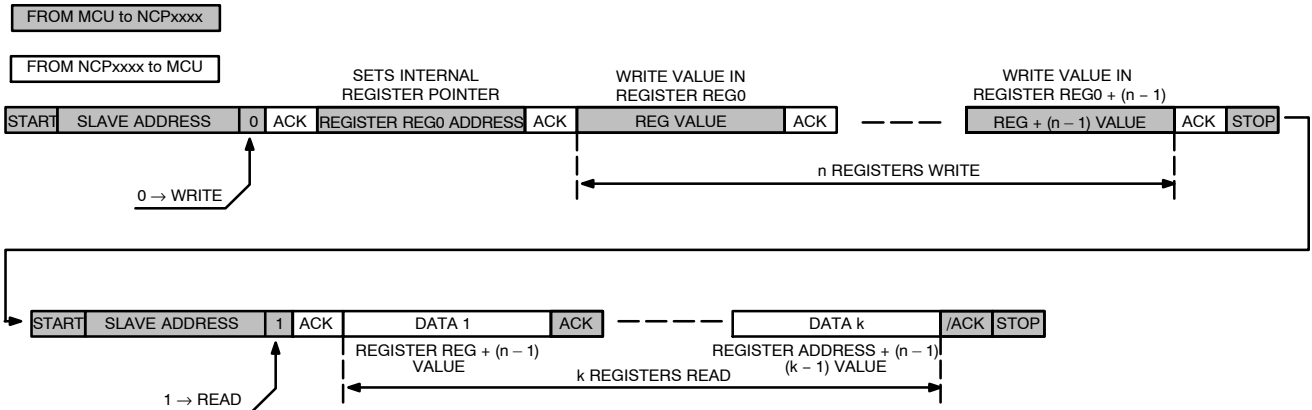 FROM MCU to NCPxxxx
FROM NCPxxxx to MCU
SETS INTERNAL
REGISTER POINTER
WRITE VALUE IN
REGISTER REG0
WRITE VALUE IN
REGISTER REG0 + (n − 1)
START SLAVE ADDRESS 0 ACK REGISTER REG0 ADDRESS ACK REG VALUE ACK REG + (n − 1) VALUE ACK STOP
n REGISTERS WRITE
0 → WRITE
START SLAVE ADDRESS 1 ACK DATA 1 ACK DATA k /ACK STOP
REGISTER REG + (n − 1)
VALUE
REGISTER ADDRESS + (n − 1)
(k − 1) VALUE
k REGISTERS READ
1 → READ